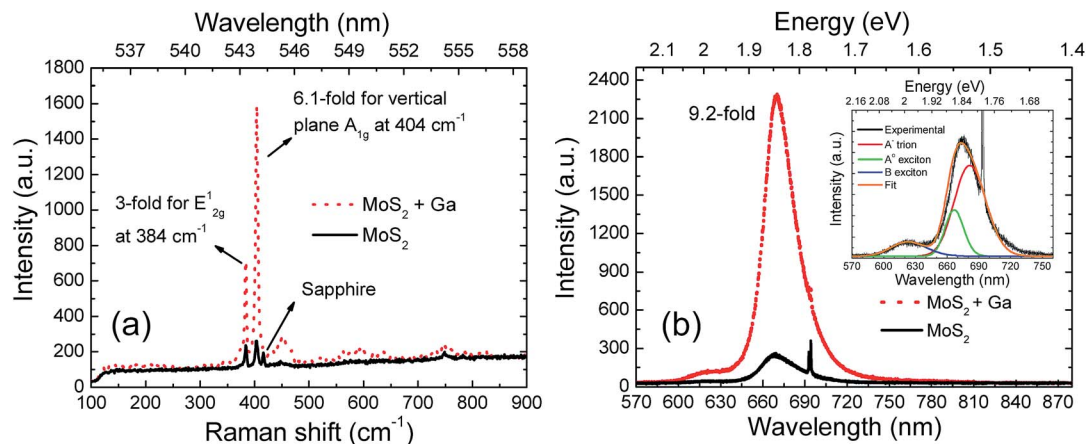 Wavelength (nm)
537 540 543 546 549 552 555 558
1800
1600
1400
1200
1000
800
600
400
200
0
Intensity (a.u.)
6.1-fold for vertical
plane A₁g at 404 cm⁻¹
3-fold for E¹₂g
at 384 cm⁻¹
MoS₂ + Ga
MoS₂
Sapphire
(a)
100 200 300 400 500 600 700 800 900
Raman shift (cm⁻¹)
Energy (eV)
2.1 2 1.9 1.8 1.7 1.6 1.5 1.4
2400
2100
1800
1500
1200
900
600
300
0
Intensity (a.u.)
9.2-fold
Energy (eV)
2.16 2.08 2 1.92 1.84 1.76 1.68
Intensity (a.u.)
Experimental
A⁻ trion
A⁰ exciton
B exciton
Fit
570 600 630 660 690 720 750
Wavelength (nm)
MoS₂ + Ga
MoS₂
(b)
570 600 630 660 690 720 750 780 810 840 870
Wavelength (nm)